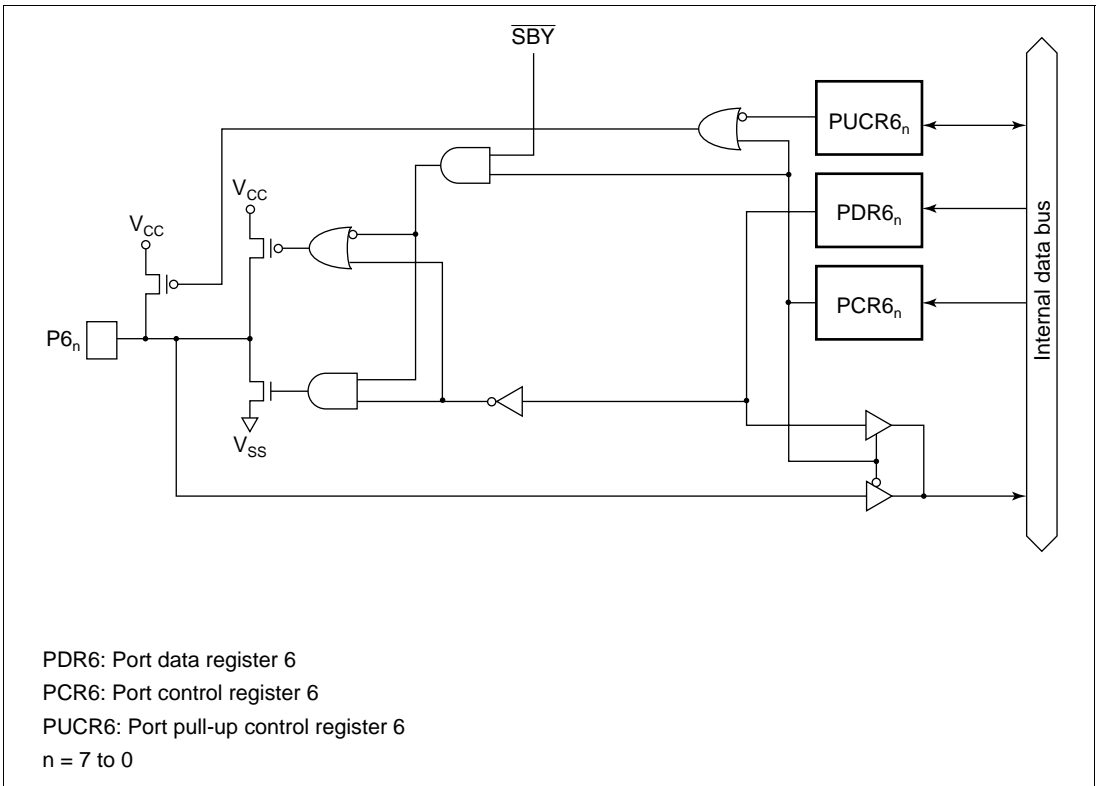 SBY
PUCR6n
VCC
PDR6n
VCC
PCR6n
P6n
VSS
Internal data bus
PDR6: Port data register 6
PCR6: Port control register 6
PUCR6: Port pull-up control register 6
n = 7 to 0